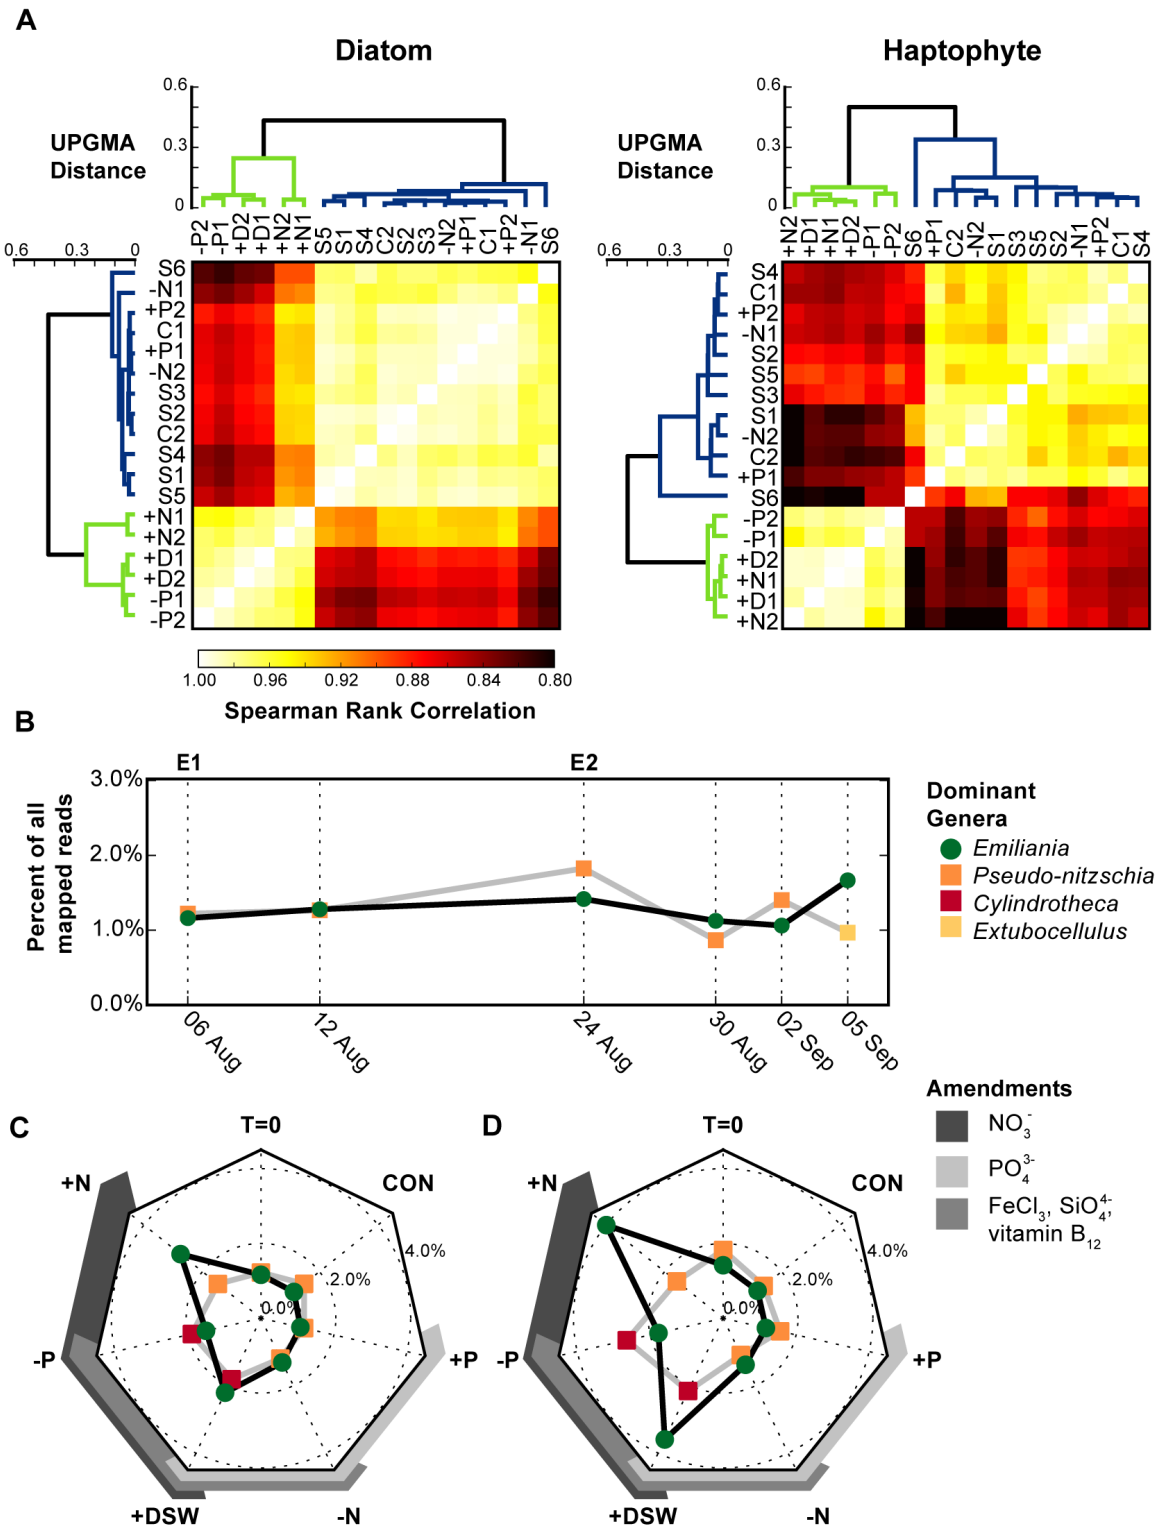 A
Diatom
Haptophyte
UPGMA
Distance
0.6
0.3
0
UPGMA
Distance
0.6
0.3
0
-P2
-P1
+D2
+D1
+N2
+N1
S5
S1
S4
C2
S2
S3
-N2
+P1
C1
+P2
-N1
S6
+N2
+D1
+N1
+D2
-P1
-P2
S6
+P1
C2
-N2
S1
S3
S5
S2
-N1
+P2
C1
S4
0.6 0.3 0
0.6 0.3 0
S6
-N1
+P2
C1
+P1
-N2
S3
S2
C2
S4
S1
S5
+N1
+N2
+D1
+D2
-P1
-P2
S4
C1
+P2
-N1
S2
S5
S3
S1
-N2
C2
+P1
S6
-P2
-P1
+D2
+N1
+D1
+N2
1.00 0.96 0.92 0.88 0.84 0.80
Spearman Rank Correlation
B
E1 E2
Percent of all
mapped reads
3.0%
2.0%
1.0%
0.0%
06 Aug
12 Aug
24 Aug
30 Aug
02 Sep
05 Sep
Dominant
Genera
Emiliania
Pseudo-nitzschia
Cylindrotheca
Extubocellulus
Amendments
NO₃⁻
PO₄³⁻
FeCl₃, SiO₄⁴⁻,
vitamin B₁₂
C
T=0
+N
CON
4.0%
2.0%
0.0%
-P
+P
+DSW
-N
D
T=0
+N
CON
4.0%
2.0%
0.0%
-P
+P
+DSW
-N